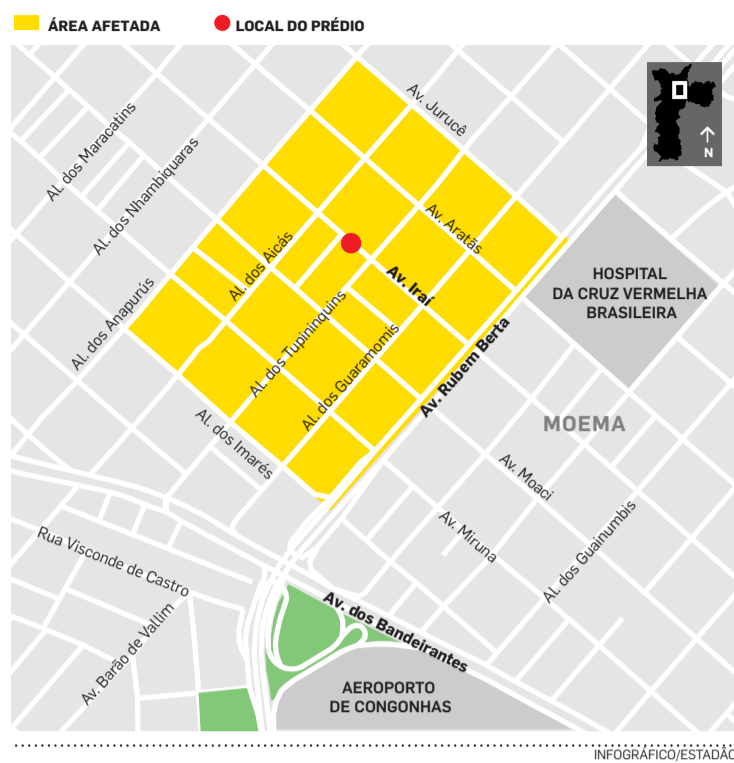 ÁREA AFETADA
LOCAL DO PRÉDIO
N
Av. Jurucê
Al. dos Maracatins
Al. dos Nhambiquaras
Av. Aratãs
Al. dos Aicás
Av. Iraí
HOSPITAL
DA CRUZ VERMELHA
BRASILEIRA
Al. dos Anapurús
Al. dos Tupininquins
Al. dos Guaramomis
Av. Rubem Berta
MOEMA
Al. dos Imarés
Av. Moaci
Av. Miruna
Al. dos Guainumbis
Rua Visconde de Castro
Av. Barão de Vallim
Av. dos Bandeirantes
AEROPORTO
DE CONGONHAS
INFOGRÁFICO/ESTADÃO